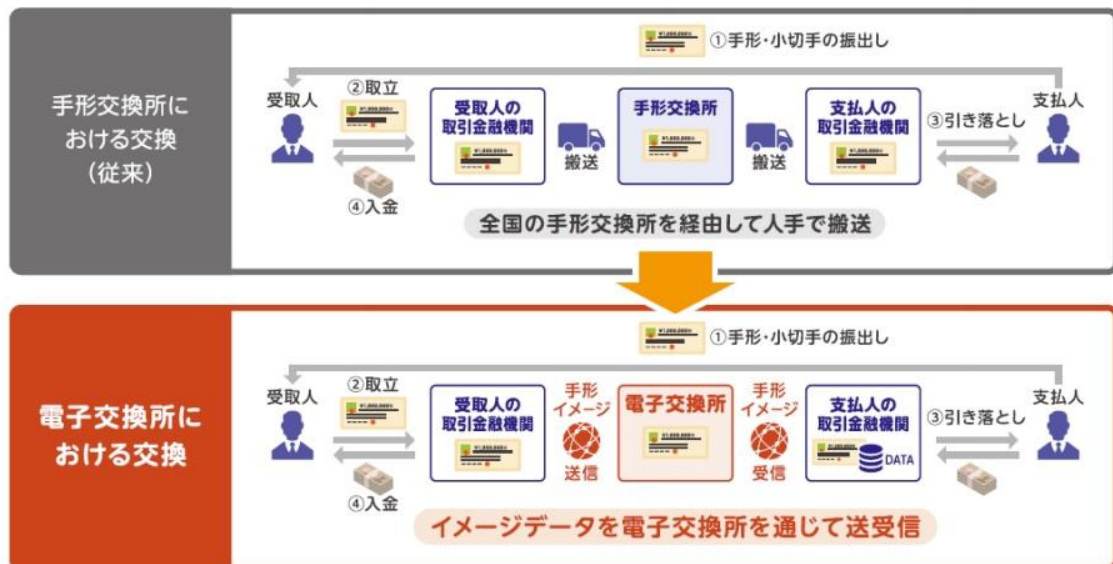 ①手形・小切手の振出し
手形交換所に
おける交換
(従来)
受取人
②取立
④入金
受取人の
取引金融機関
搬送
手形交換所
搬送
支払人の
取引金融機関
③引き落とし
支払人
全国の手形交換所を経由して人手で搬送
①手形・小切手の振出し
電子交換所に
おける交換
受取人
②取立
④入金
受取人の
取引金融機関
手形
イメージ
送信
電子交換所
手形
イメージ
受信
支払人の
取引金融機関
DATA
③引き落とし
支払人
イメージデータを電子交換所を通じて送受信